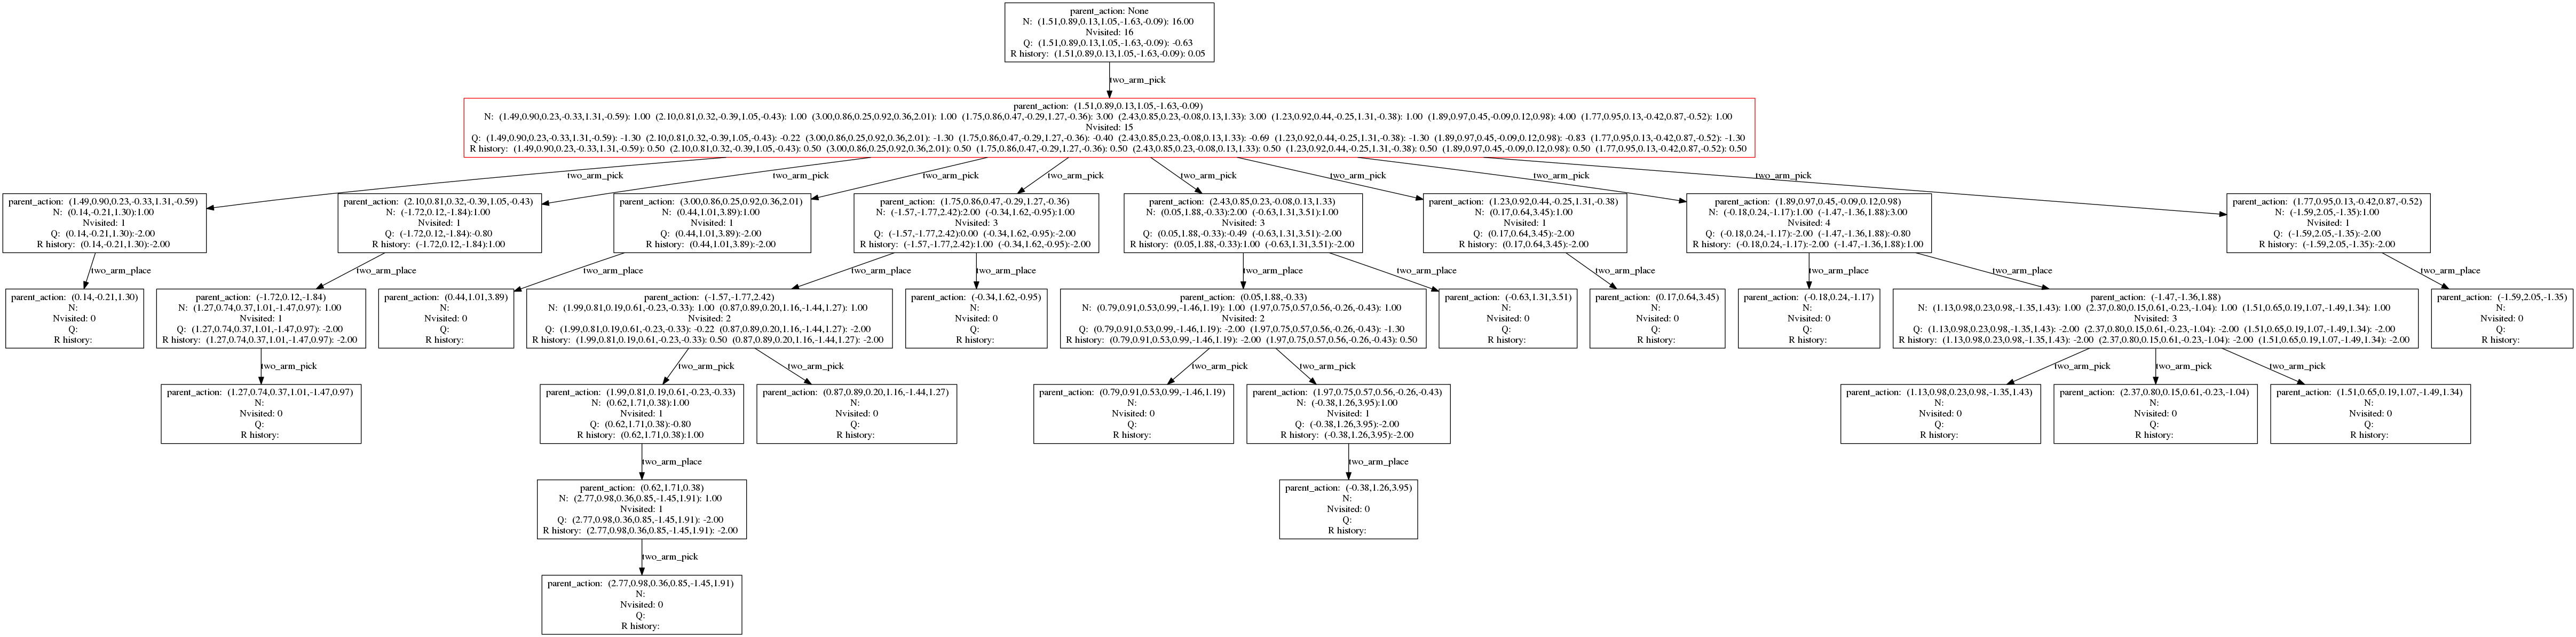 parent_action: None
N: (1.51,0.89,0.13,1.05,-1.63,-0.09): 16.00
Nvisited: 16
Q: (1.51,0.89,0.13,1.05,-1.63,-0.09): -0.63
R history: (1.51,0.89,0.13,1.05,-1.63,-0.09): 0.05
two_arm_pick
parent_action: (1.51,0.89,0.13,1.05,-1.63,-0.09)
N: (1.49,0.90,0.23,-0.33,1.31,-0.59): 1.00 (2.10,0.81,0.32,-0.39,1.05,-0.43): 1.00 (3.00,0.86,0.25,0.92,0.36,2.01): 1.00 (1.75,0.86,0.47,-0.29,1.27,-0.36): 3.00 (2.43,0.85,0.23,-0.08,0.13,1.33): 3.00 (1.23,0.92,0.44,-0.25,1.31,-0.38): 1.00 (1.89,0.97,0.45,-0.09,0.12,0.98): 4.00 (1.77,0.95,0.13,-0.42,0.87,-0.52): 1.00
Nvisited: 15
Q: (1.49,0.90,0.23,-0.33,1.31,-0.59): -1.30 (2.10,0.81,0.32,-0.39,1.05,-0.43): -0.22 (3.00,0.86,0.25,0.92,0.36,2.01): -1.30 (1.75,0.86,0.47,-0.29,1.27,-0.36): -0.40 (2.43,0.85,0.23,-0.08,0.13,1.33): -0.69 (1.23,0.92,0.44,-0.25,1.31,-0.38): -1.30 (1.89,0.97,0.45,-0.09,0.12,0.98): -0.83 (1.77,0.95,0.13,-0.42,0.87,-0.52): -1.30
R history: (1.49,0.90,0.23,-0.33,1.31,-0.59): 0.50 (2.10,0.81,0.32,-0.39,1.05,-0.43): 0.50 (3.00,0.86,0.25,0.92,0.36,2.01): 0.50 (1.75,0.86,0.47,-0.29,1.27,-0.36): 0.50 (2.43,0.85,0.23,-0.08,0.13,1.33): 0.50 (1.23,0.92,0.44,-0.25,1.31,-0.38): 0.50 (1.89,0.97,0.45,-0.09,0.12,0.98): 0.50 (1.77,0.95,0.13,-0.42,0.87,-0.52): 0.50
two_arm_pick
two_arm_pick
two_arm_pick
two_arm_pick
two_arm_pick
two_arm_pick
two_arm_pick
two_arm_pick
parent_action: (1.49,0.90,0.23,-0.33,1.31,-0.59)
N: (0.14,-0.21,1.30):1.00
Nvisited: 1
Q: (0.14,-0.21,1.30):-2.00
R history: (0.14,-0.21,1.30):-2.00
parent_action: (2.10,0.81,0.32,-0.39,1.05,-0.43)
N: (-1.72,0.12,-1.84):1.00
Nvisited: 1
Q: (-1.72,0.12,-1.84):-0.80
R history: (-1.72,0.12,-1.84):1.00
parent_action: (3.00,0.86,0.25,0.92,0.36,2.01)
N: (0.44,1.01,3.89):1.00
Nvisited: 1
Q: (0.44,1.01,3.89):-2.00
R history: (0.44,1.01,3.89):-2.00
parent_action: (1.75,0.86,0.47,-0.29,1.27,-0.36)
N: (-1.57,-1.77,2.42):2.00 (-0.34,1.62,-0.95):1.00
Nvisited: 3
Q: (-1.57,-1.77,2.42):0.00 (-0.34,1.62,-0.95):-2.00
R history: (-1.57,-1.77,2.42):1.00 (-0.34,1.62,-0.95):-2.00
parent_action: (2.43,0.85,0.23,-0.08,0.13,1.33)
N: (0.05,1.88,-0.33):2.00 (-0.63,1.31,3.51):1.00
Nvisited: 3
Q: (0.05,1.88,-0.33):-0.49 (-0.63,1.31,3.51):-2.00
R history: (0.05,1.88,-0.33):1.00 (-0.63,1.31,3.51):-2.00
parent_action: (1.23,0.92,0.44,-0.25,1.31,-0.38)
N: (0.17,0.64,3.45):1.00
Nvisited: 1
Q: (0.17,0.64,3.45):-2.00
R history: (0.17,0.64,3.45):-2.00
parent_action: (1.89,0.97,0.45,-0.09,0.12,0.98)
N: (-0.18,0.24,-1.17):1.00 (-1.47,-1.36,1.88):3.00
Nvisited: 4
Q: (-0.18,0.24,-1.17):-2.00 (-1.47,-1.36,1.88):-0.80
R history: (-0.18,0.24,-1.17):-2.00 (-1.47,-1.36,1.88):1.00
parent_action: (1.77,0.95,0.13,-0.42,0.87,-0.52)
N: (-1.59,2.05,-1.35):1.00
Nvisited: 1
Q: (-1.59,2.05,-1.35):-2.00
R history: (-1.59,2.05,-1.35):-2.00
two_arm_place
two_arm_place
two_arm_place
two_arm_place
two_arm_place
two_arm_place
two_arm_place
two_arm_place
two_arm_place
two_arm_place
two_arm_place
parent_action: (0.14,-0.21,1.30)
N:
Nvisited: 0
Q:
R history:
parent_action: (-1.72,0.12,-1.84)
N: (1.27,0.74,0.37,1.01,-1.47,0.97): 1.00
Nvisited: 1
Q: (1.27,0.74,0.37,1.01,-1.47,0.97): -2.00
R history: (1.27,0.74,0.37,1.01,-1.47,0.97): -2.00
parent_action: (0.44,1.01,3.89)
N:
Nvisited: 0
Q:
R history:
parent_action: (-1.57,-1.77,2.42)
N: (1.99,0.81,0.19,0.61,-0.23,-0.33): 1.00 (0.87,0.89,0.20,1.16,-1.44,1.27): 1.00
Nvisited: 2
Q: (1.99,0.81,0.19,0.61,-0.23,-0.33): -0.22 (0.87,0.89,0.20,1.16,-1.44,1.27): -2.00
R history: (1.99,0.81,0.19,0.61,-0.23,-0.33): 0.50 (0.87,0.89,0.20,1.16,-1.44,1.27): -2.00
parent_action: (-0.34,1.62,-0.95)
N:
Nvisited: 0
Q:
R history:
parent_action: (0.05,1.88,-0.33)
N: (0.79,0.91,0.53,0.99,-1.46,1.19): 1.00 (1.97,0.75,0.57,0.56,-0.26,-0.43): 1.00
Nvisited: 2
Q: (0.79,0.91,0.53,0.99,-1.46,1.19): -2.00 (1.97,0.75,0.57,0.56,-0.26,-0.43): -1.30
R history: (0.79,0.91,0.53,0.99,-1.46,1.19): -2.00 (1.97,0.75,0.57,0.56,-0.26,-0.43): 0.50
parent_action: (-0.63,1.31,3.51)
N:
Nvisited: 0
Q:
R history:
parent_action: (0.17,0.64,3.45)
N:
Nvisited: 0
Q:
R history:
parent_action: (-0.18,0.24,-1.17)
N:
Nvisited: 0
Q:
R history:
parent_action: (-1.47,-1.36,1.88)
N: (1.13,0.98,0.23,0.98,-1.35,1.43): 1.00 (2.37,0.80,0.15,0.61,-0.23,-1.04): 1.00 (1.51,0.65,0.19,1.07,-1.49,1.34): 1.00
Nvisited: 3
Q: (1.13,0.98,0.23,0.98,-1.35,1.43): -2.00 (2.37,0.80,0.15,0.61,-0.23,-1.04): -2.00 (1.51,0.65,0.19,1.07,-1.49,1.34): -2.00
R history: (1.13,0.98,0.23,0.98,-1.35,1.43): -2.00 (2.37,0.80,0.15,0.61,-0.23,-1.04): -2.00 (1.51,0.65,0.19,1.07,-1.49,1.34): -2.00
parent_action: (-1.59,2.05,-1.35)
N:
Nvisited: 0
Q:
R history:
two_arm_pick
two_arm_pick
two_arm_pick
two_arm_pick
two_arm_pick
two_arm_pick
two_arm_pick
two_arm_pick
parent_action: (1.27,0.74,0.37,1.01,-1.47,0.97)
N:
Nvisited: 0
Q:
R history:
parent_action: (1.99,0.81,0.19,0.61,-0.23,-0.33)
N: (0.62,1.71,0.38):1.00
Nvisited: 1
Q: (0.62,1.71,0.38):-0.80
R history: (0.62,1.71,0.38):1.00
parent_action: (0.87,0.89,0.20,1.16,-1.44,1.27)
N:
Nvisited: 0
Q:
R history:
parent_action: (0.79,0.91,0.53,0.99,-1.46,1.19)
N:
Nvisited: 0
Q:
R history:
parent_action: (1.97,0.75,0.57,0.56,-0.26,-0.43)
N: (-0.38,1.26,3.95):1.00
Nvisited: 1
Q: (-0.38,1.26,3.95):-2.00
R history: (-0.38,1.26,3.95):-2.00
parent_action: (1.13,0.98,0.23,0.98,-1.35,1.43)
N:
Nvisited: 0
Q:
R history:
parent_action: (2.37,0.80,0.15,0.61,-0.23,-1.04)
N:
Nvisited: 0
Q:
R history:
parent_action: (1.51,0.65,0.19,1.07,-1.49,1.34)
N:
Nvisited: 0
Q:
R history:
two_arm_place
two_arm_place
parent_action: (0.62,1.71,0.38)
N: (2.77,0.98,0.36,0.85,-1.45,1.91): 1.00
Nvisited: 1
Q: (2.77,0.98,0.36,0.85,-1.45,1.91): -2.00
R history: (2.77,0.98,0.36,0.85,-1.45,1.91): -2.00
parent_action: (-0.38,1.26,3.95)
N:
Nvisited: 0
Q:
R history:
two_arm_pick
parent_action: (2.77,0.98,0.36,0.85,-1.45,1.91)
N:
Nvisited: 0
Q:
R history: